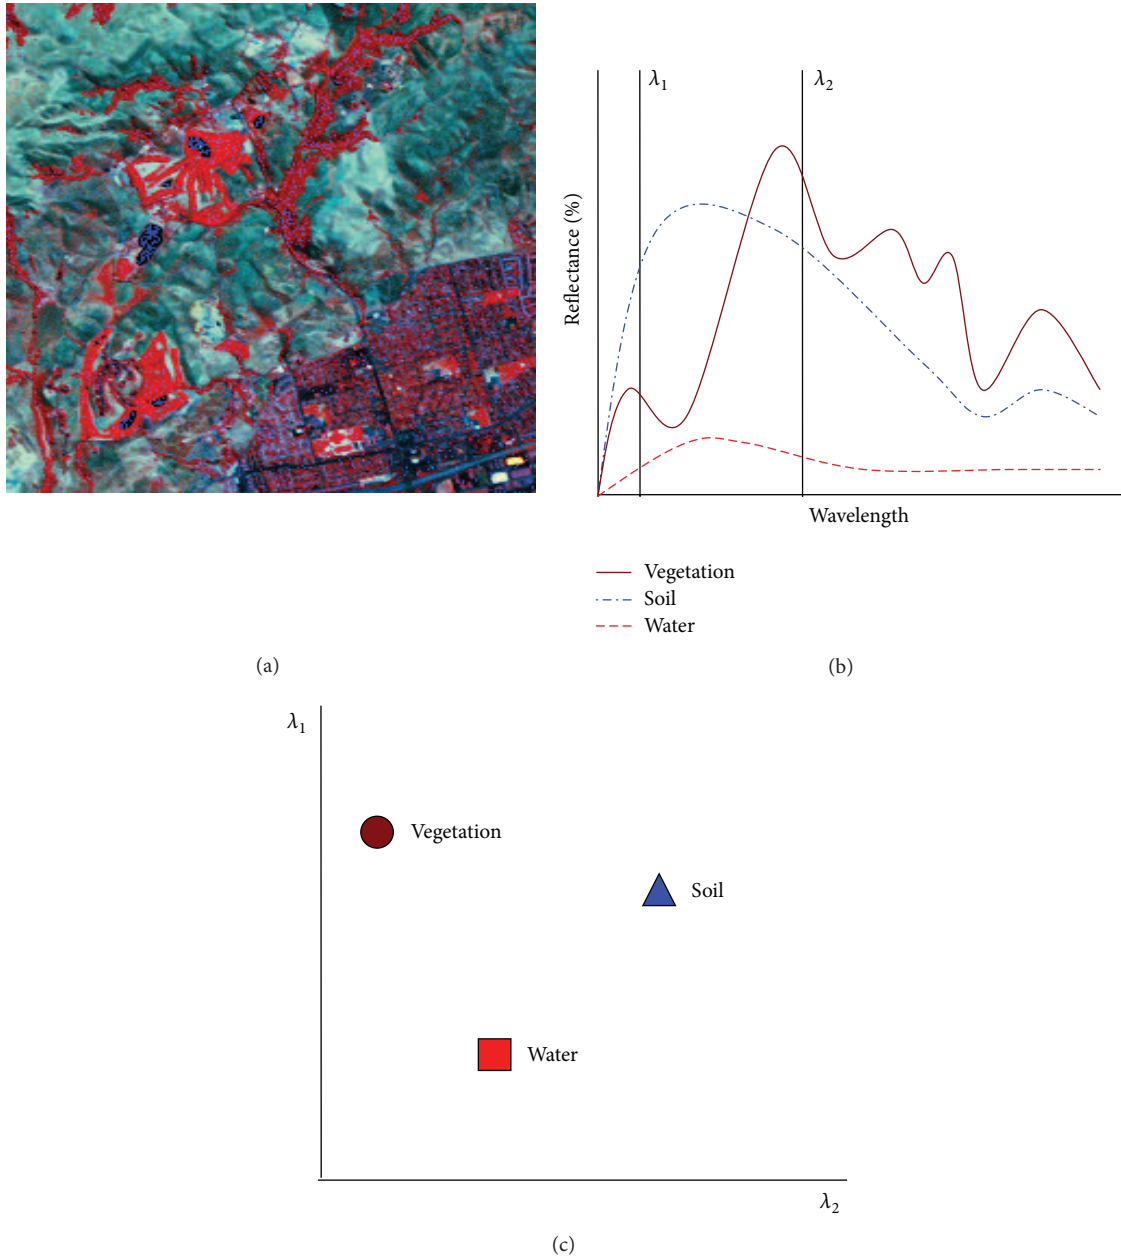 λ1
λ2
Reflectance (%)
Wavelength
Vegetation
Soil
Water
(a)
(b)
λ1
Vegetation
Soil
Water
λ2
(c)